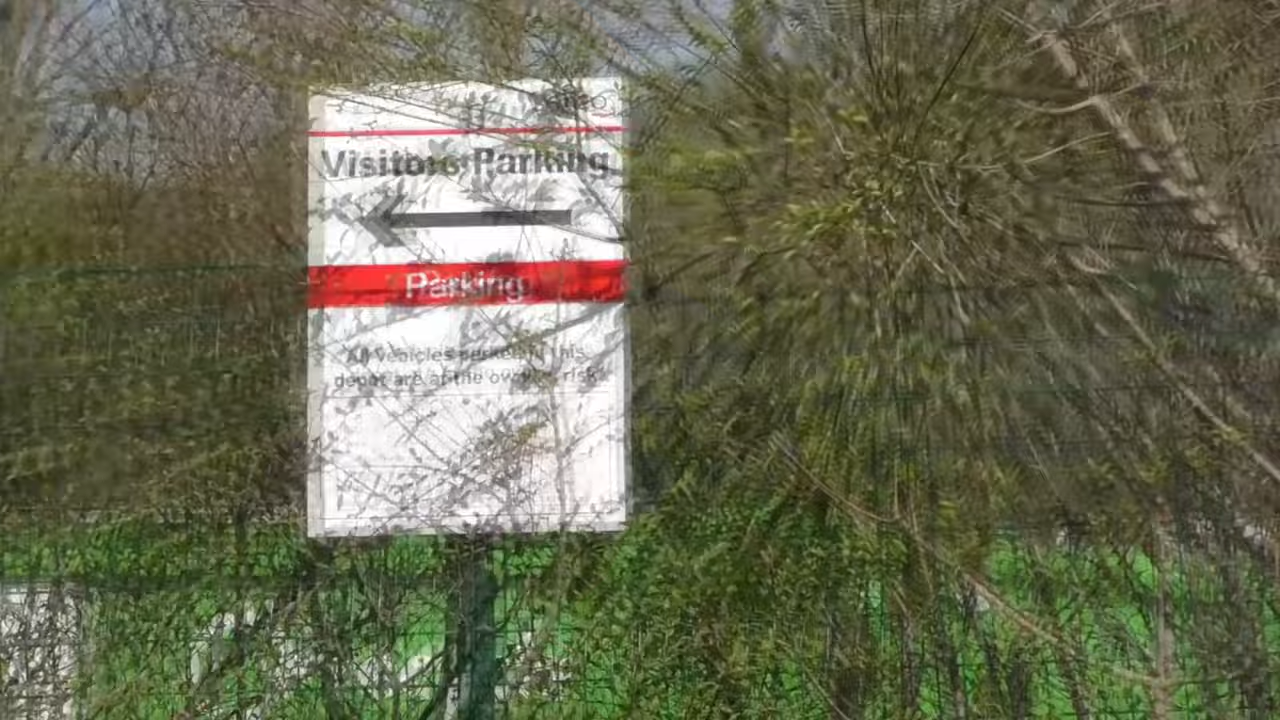 Visitors Parking
Parking
All vehicles parked in this
depot are at the owners risk